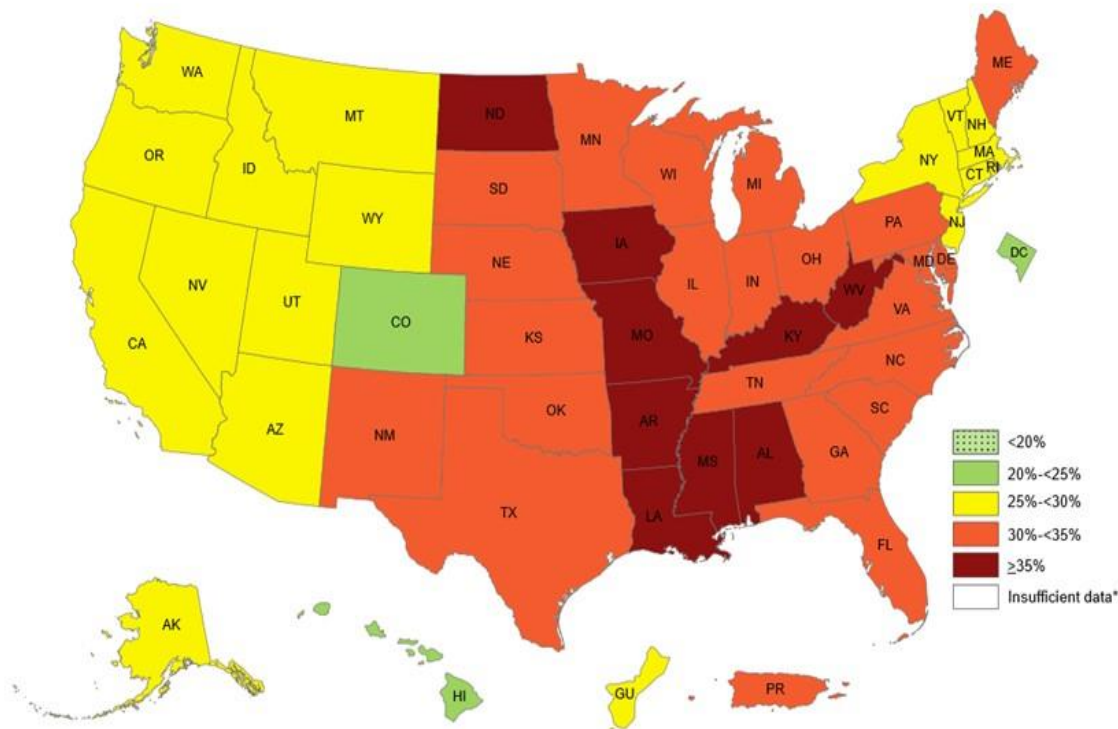 WA
MT
ND
MN
ME
OR
ID
SD
WI
MI
VT
NH
NY
MA
CT
RI
WY
NE
IA
PA
NJ
NV
UT
CO
KS
IL
IN
OH
MD
DE
DC
CA
MO
KY
WV
VA
AZ
NM
OK
AR
TN
NC
SC
TX
LA
MS
AL
GA
FL
<20%
20%-<25%
25%-<30%
30%-<35%
≥35%
Insufficient data*
AK
HI
GU
PR